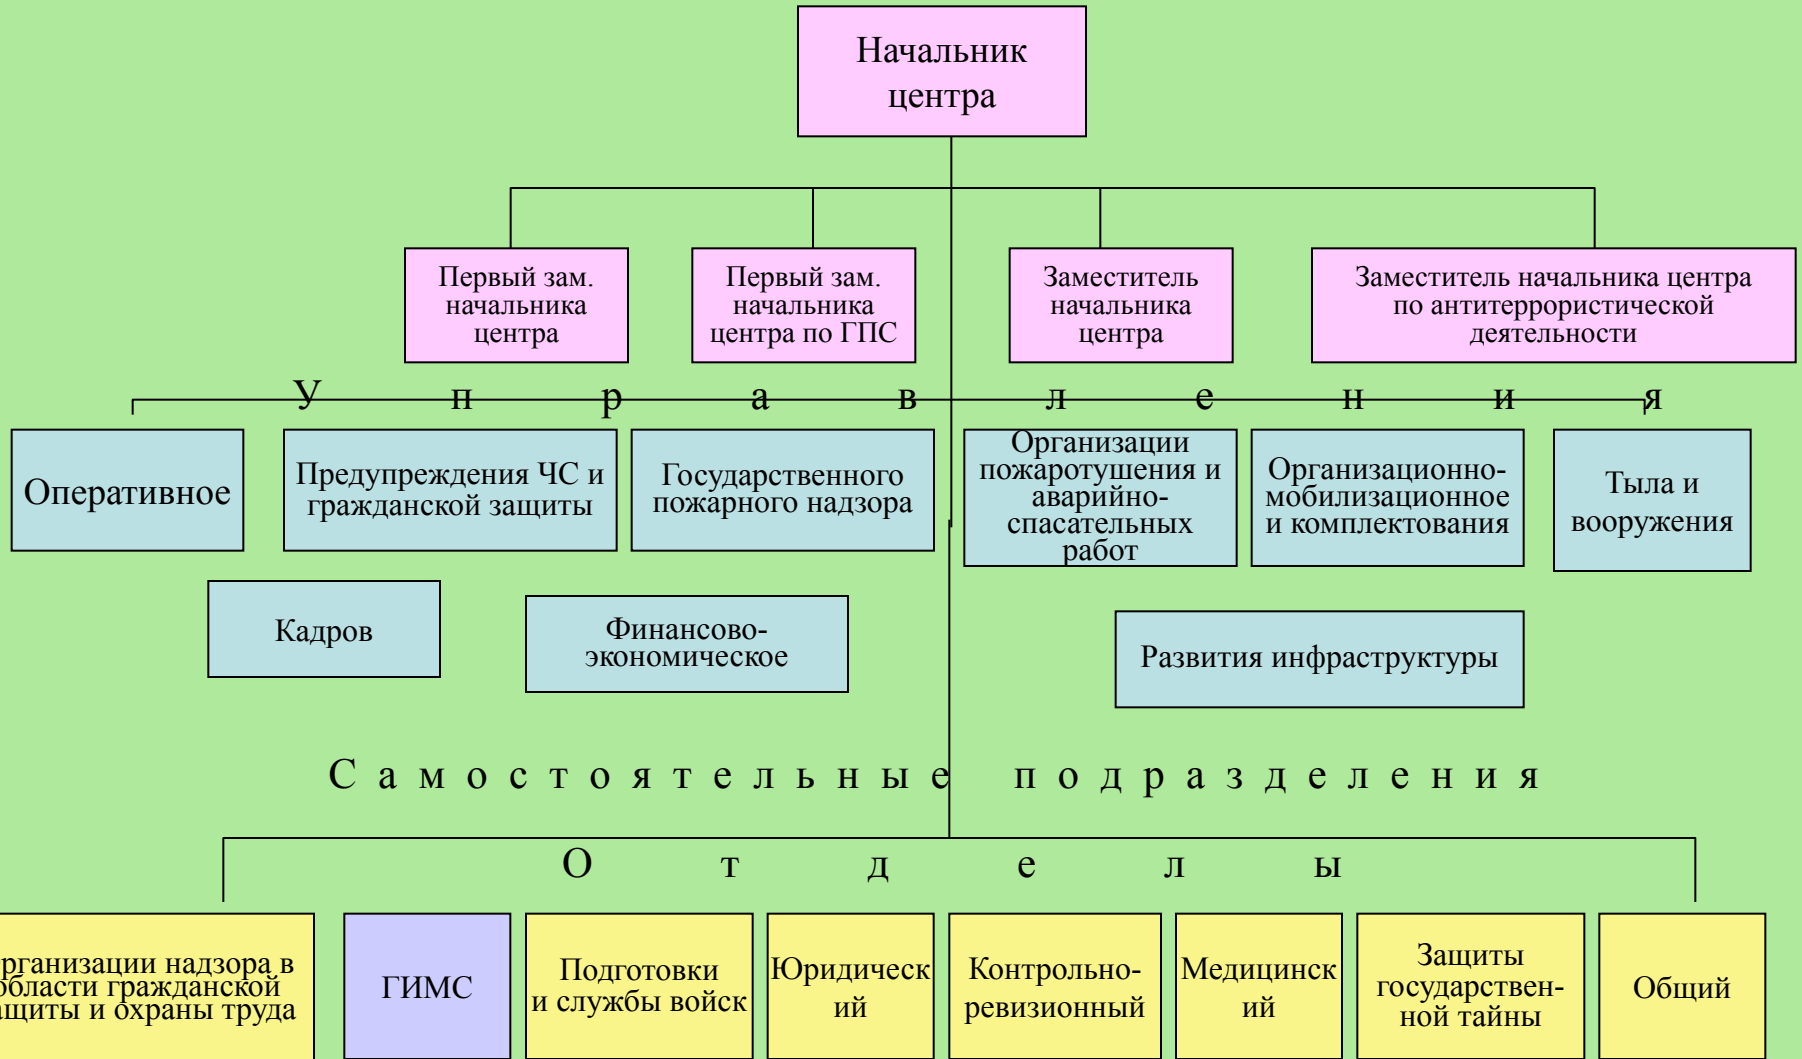 Начальник
центра
Первый зам.
начальника
центра
Первый зам.
начальника
центра по ГПС
Заместитель
начальника
центра
Заместитель начальника центра
по антитеррористической
деятельности
У п р а в л е н и я
Оперативное
Предупреждения ЧС и
гражданской защиты
Государственного
пожарного надзора
Организации
пожаротушения и
аварийно-
спасательных
работ
Организационно-
мобилизационное
и комплектования
Тыла и
вооружения
Кадров
Финансово-
экономическое
Развития инфраструктуры
С а м о с т о я т е л ь н ы е п о д р а з д е л е н и я
О т д е л ы
рганизации надзора в
бласти гражданской
ащиты и охраны труда
ГИМС
Подготовки
и службы войск
Юридическ
ий
Контрольно-
ревизионный
Медицинск
ий
Защиты
государствен-
ной тайны
Общий